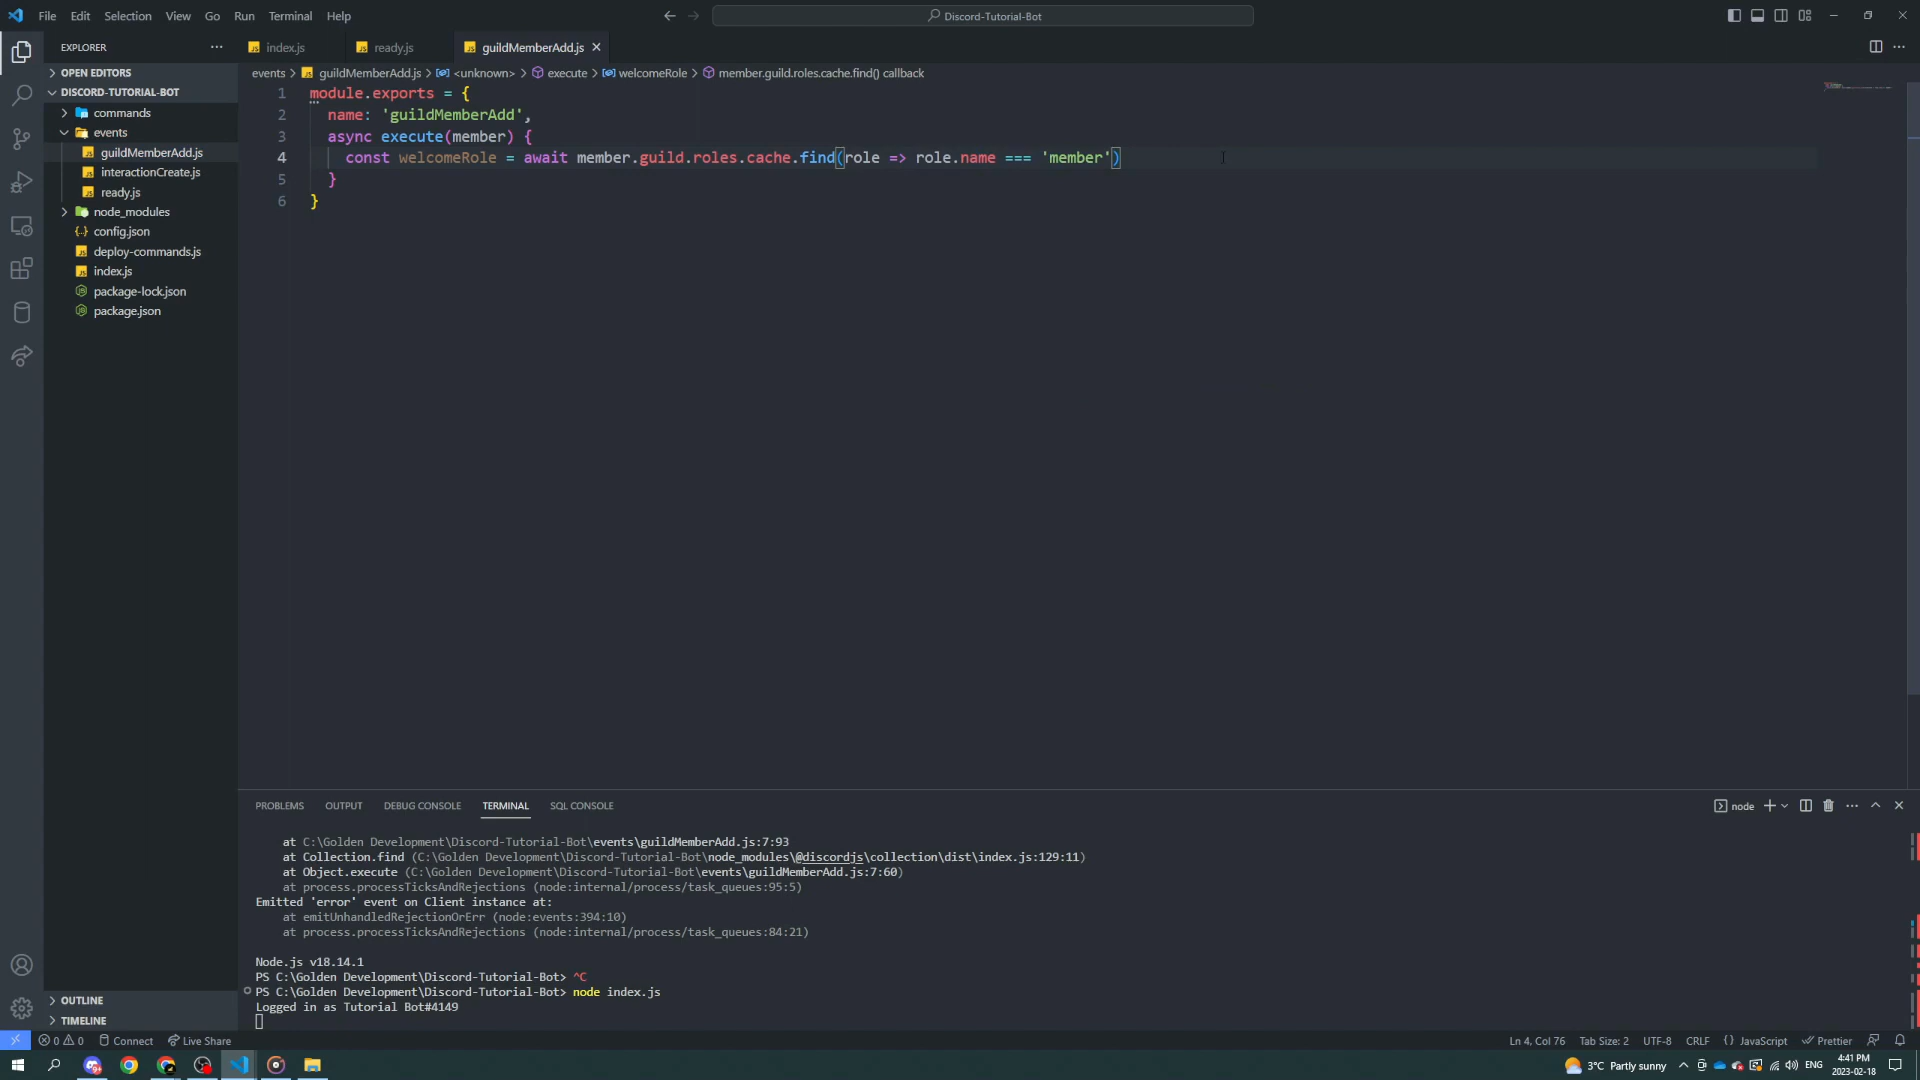 File Edit Selection View Go Run Terminal Help
Discord-Tutorial-Bot
EXPLORER
index.js
ready.js
guildMemberAdd.js
OPEN EDITORS
events > guildMemberAdd.js > <unknown> > execute > welcomeRole > member.guild.roles.cache.find() callback
DISCORD-TUTORIAL-BOT
commands
events
guildMemberAdd.js
interactionCreate.js
ready.js
node_modules
config.json
deploy-commands.js
index.js
package-lock.json
package.json
1 module.exports = {
2 name: 'guildMemberAdd',
3 async execute(member) {
4 const welcomeRole = await member.guild.roles.cache.find(role => role.name === 'member')
5 }
6 }
PROBLEMS OUTPUT DEBUG CONSOLE TERMINAL SQL CONSOLE
node
at C:\Golden Development\Discord-Tutorial-Bot\events\guildMemberAdd.js:7:93
at Collection.find (C:\Golden Development\Discord-Tutorial-Bot\node_modules\@discordjs\collection\dist\index.js:129:11)
at Object.execute (C:\Golden Development\Discord-Tutorial-Bot\events\guildMemberAdd.js:7:60)
at process.processTicksAndRejections (node:internal/process/task_queues:95:5)
Emitted 'error' event on Client instance at:
at emitUnhandledRejectionOrErr (node:events:394:10)
at process.processTicksAndRejections (node:internal/process/task_queues:84:21)
Node.js v18.14.1
PS C:\Golden Development\Discord-Tutorial-Bot> ^C
PS C:\Golden Development\Discord-Tutorial-Bot> node index.js
Logged in as Tutorial Bot#4149
OUTLINE
TIMELINE
0 0 Connect Live Share
Ln 4, Col 76 Tab Size: 2 UTF-8 CRLF {} JavaScript Prettier
3°C Partly sunny
ENG
4:41 PM
2023-02-18